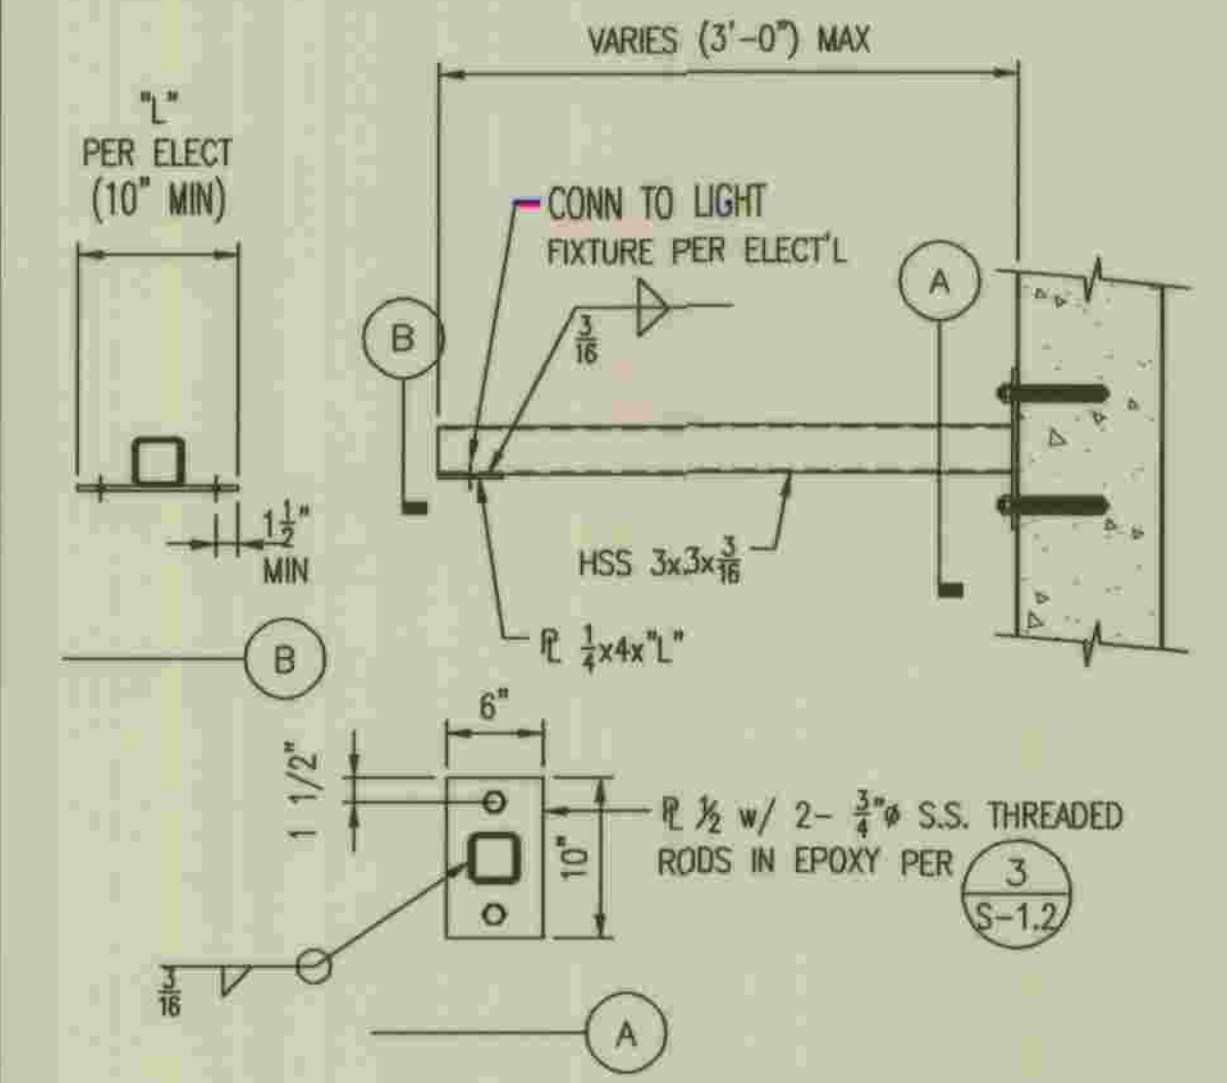 VARIES (3'-0") MAX
"L"
PER ELECT
(10" MIN)
CONN TO LIGHT
FIXTURE PER ELECT'L
A
B
3/16
1 1/2"
MIN
HSS 3x3x3/16
B
PL 1/4x4x"L"
6"
1 1/2"
10"
PL 1/2 w/ 2- 3/4"ø S.S. THREADED
RODS IN EPOXY PER
3
S-1.2
3/16
A